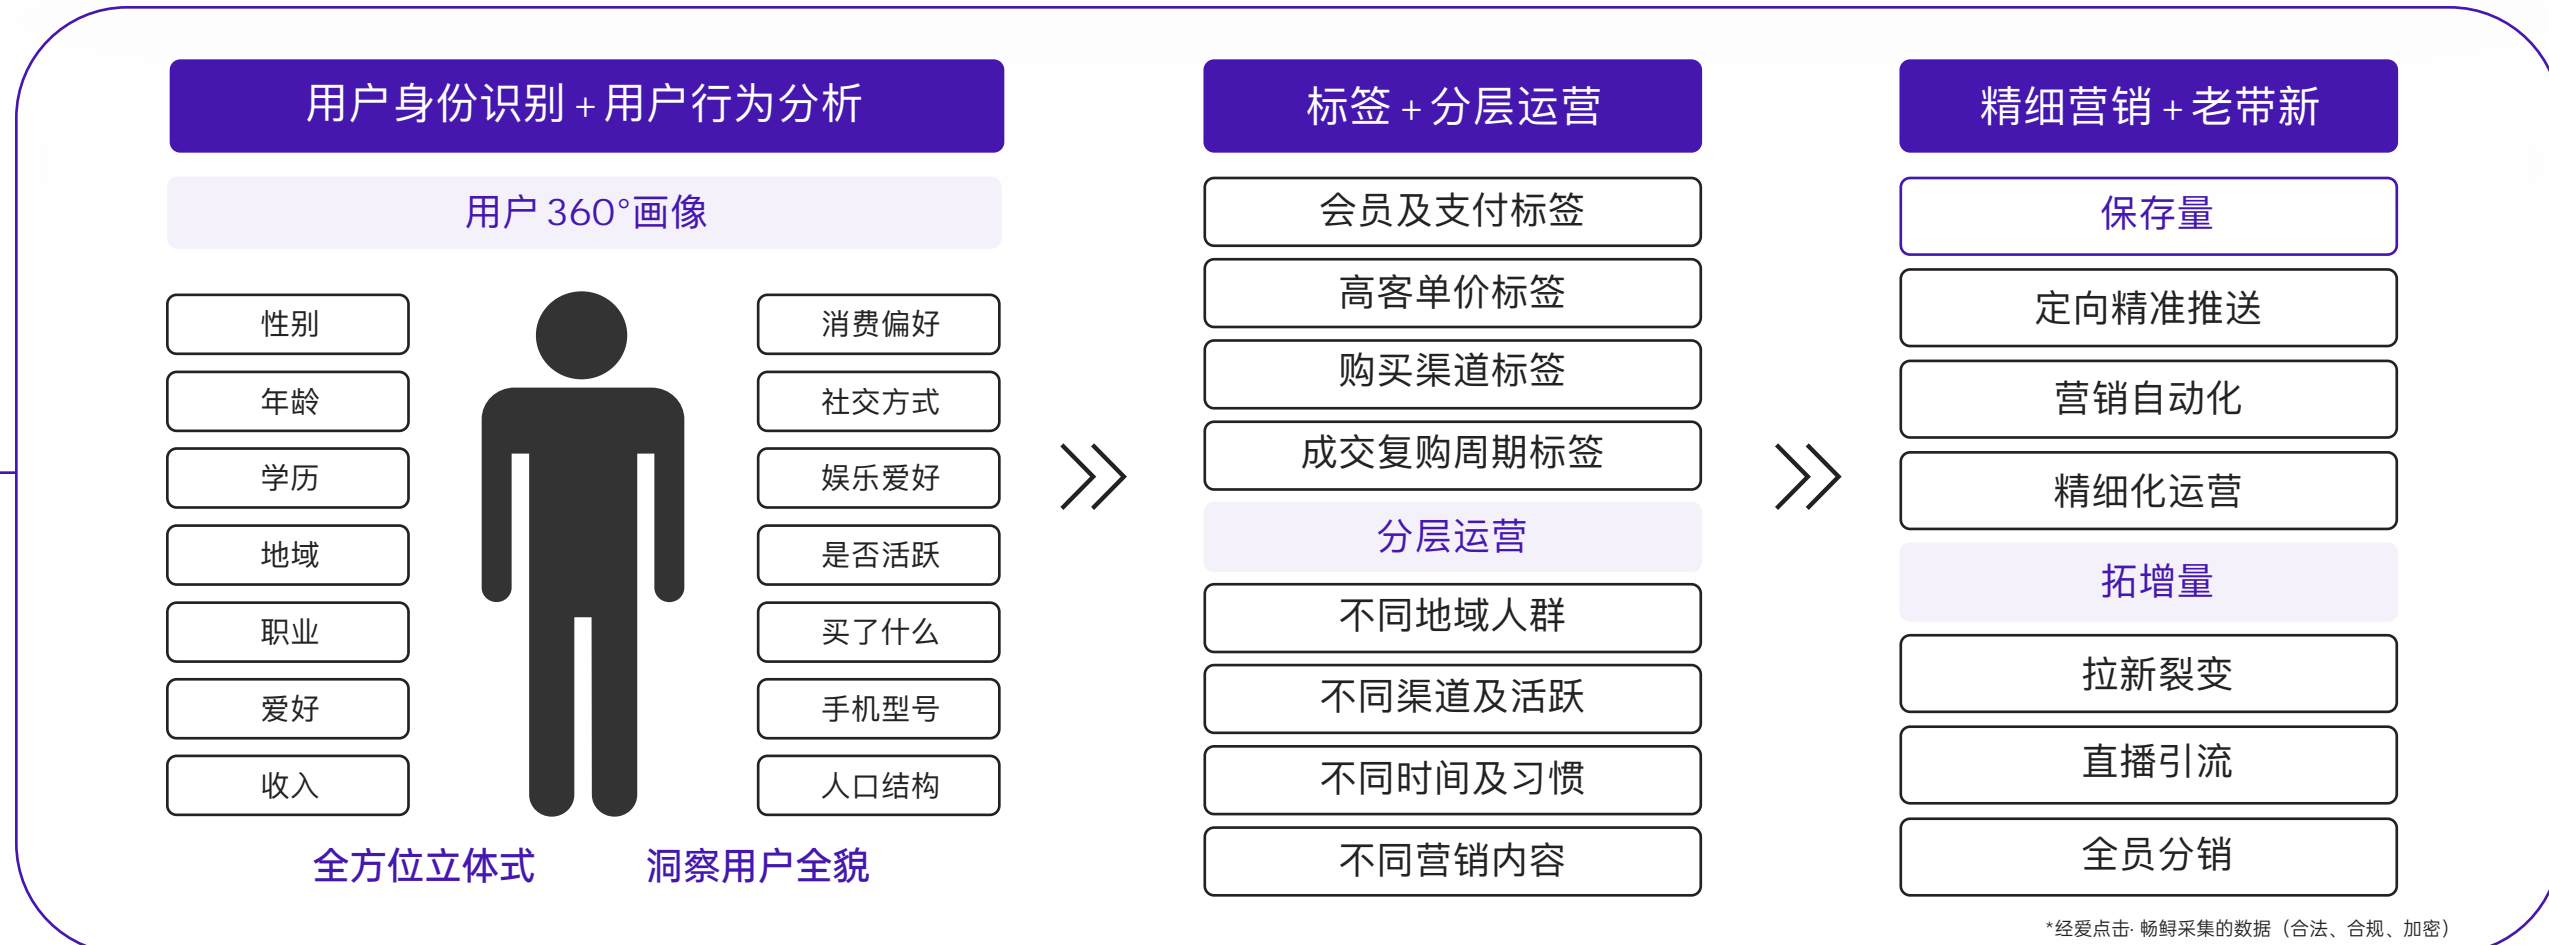 用户身份识别+用户行为分析
用户360°画像
性别
年龄
学历
地域
职业
爱好
收入
消费偏好
社交方式
娱乐爱好
是否活跃
买了什么
手机型号
人口结构
全方位立体式 洞察用户全貌
标签+分层运营
会员及支付标签
高客单价标签
购买渠道标签
成交复购周期标签
分层运营
不同地域人群
不同渠道及活跃
不同时间及习惯
不同营销内容
精细营销+老带新
保存量
定向精准推送
营销自动化
精细化运营
拓增量
拉新裂变
直播引流
全员分销
*经爱点击·畅鲟采集的数据（合法、合规、加密）